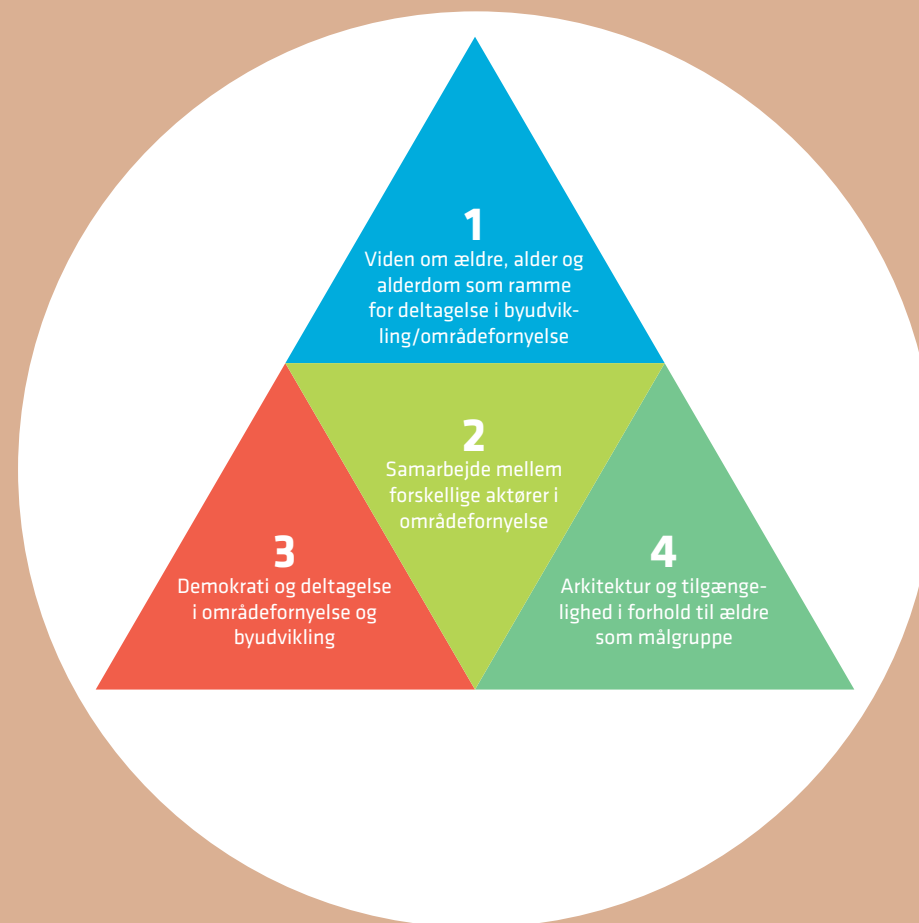 1
Viden om ældre, alder og
alderdom som ramme
for deltagelse i byudvik-
ling/områdefornyelse
2
Samarbejde mellem
forskellige aktører i
områdefornyelse
3
Demokrati og deltagelse
i områdefornyelse og
byudvikling
4
Arkitektur og tilgænge-
lighed i forhold til ældre
som målgruppe